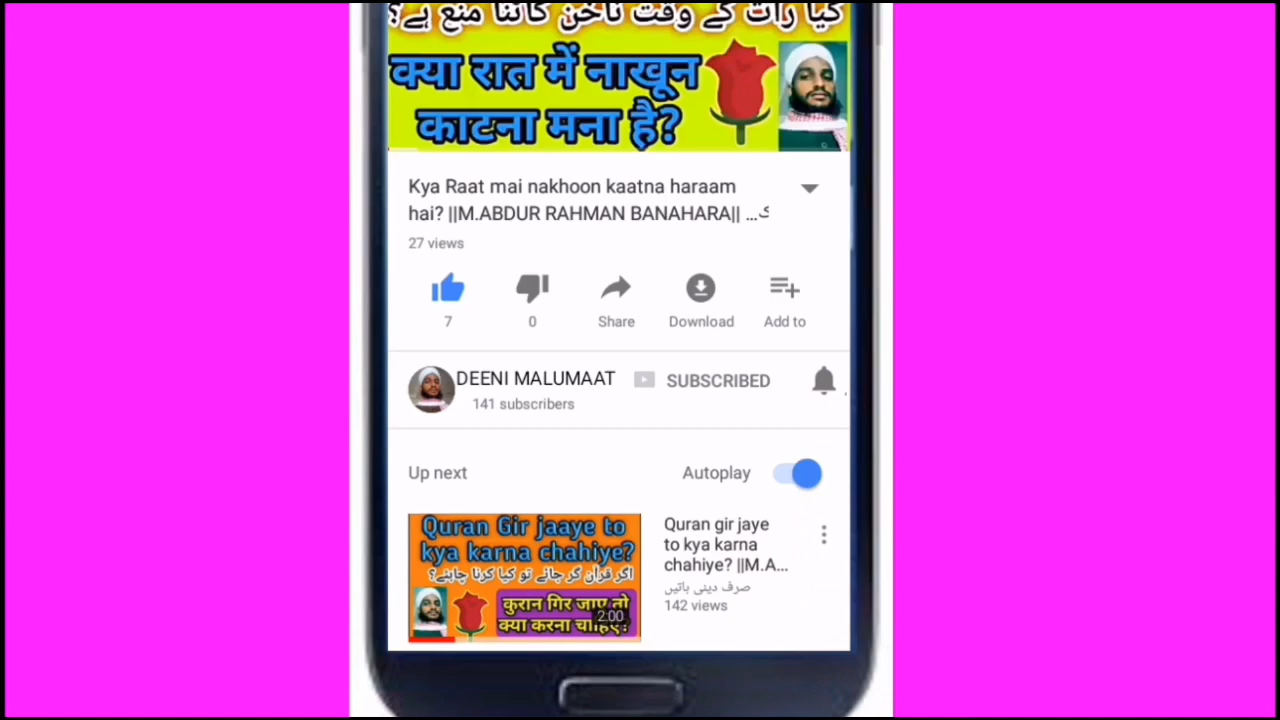 کیا رات کے وقت ناخن کاٹنا منع ہے؟
क्या रात में नाखून
काटना मना है?
Kya Raat mai nakhoon kaatna haraam
hai? ||M.ABDUR RAHMAN BANAHARA|| ...ک
27 views
7
0
Share
Download
Add to
DEENI MALUMAAT
SUBSCRIBED
141 subscribers
Up next
Autoplay
Quran Gir jaaye to
kya karna chahiye?
اگر قرآن گر جائے تو کیا کرنا چاہئے؟
कुरान गिर जाए तो
क्या करना चाहिए?
2:00
Quran gir jaye
to kya karna
chahiye? ||M.A...
صرف دینی باتیں
142 views